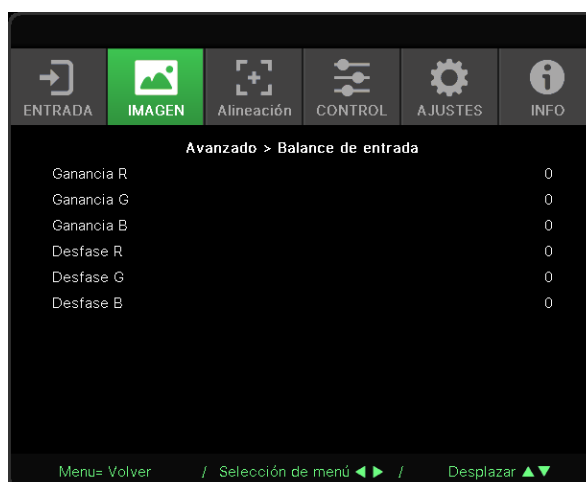 ENTRADA IMAGEN Alineación CONTROL AJUSTES INFO
Avanzado > Balance de entrada
Ganancia R 0
Ganancia G 0
Ganancia B 0
Desfase R 0
Desfase G 0
Desfase B 0
Menu= Volver / Selección de menú ◀ ▶ / Desplazar ▲▼